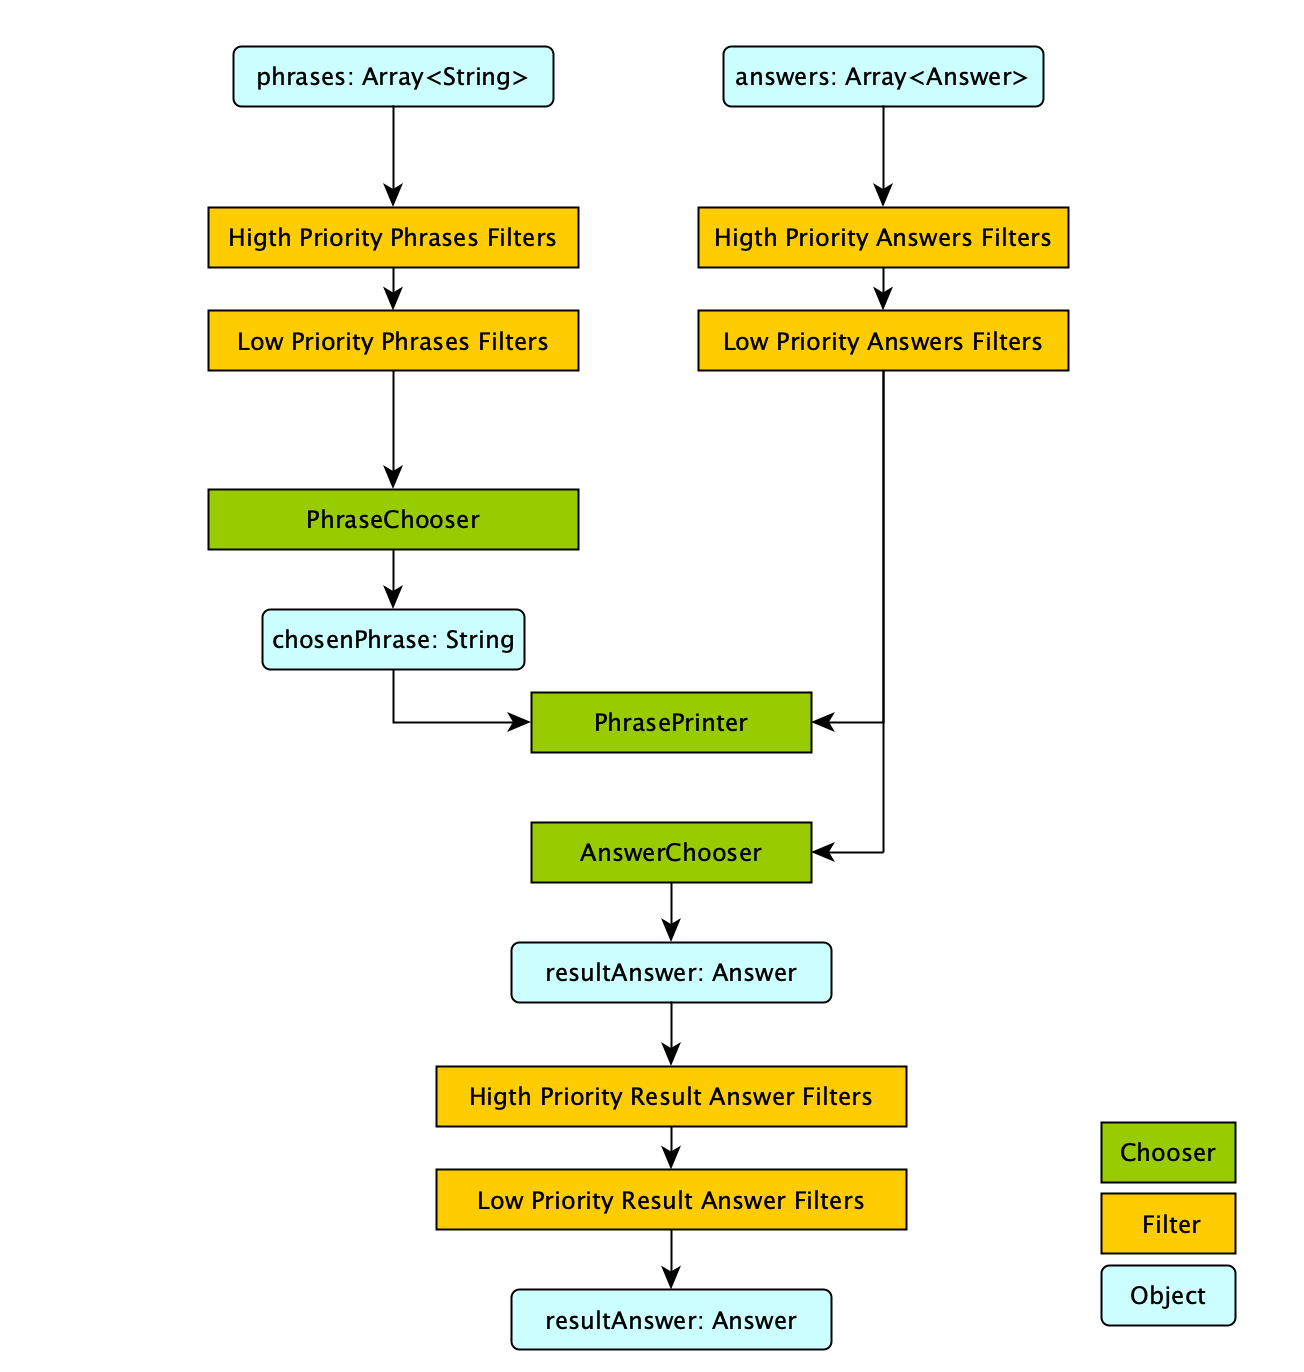 phrases: Array<String>
answers: Array<Answer>
Higth Priority Phrases Filters
Higth Priority Answers Filters
Low Priority Phrases Filters
Low Priority Answers Filters
PhraseChooser
chosenPhrase: String
PhrasePrinter
AnswerChooser
resultAnswer: Answer
Higth Priority Result Answer Filters
Low Priority Result Answer Filters
resultAnswer: Answer
Chooser
Filter
Object